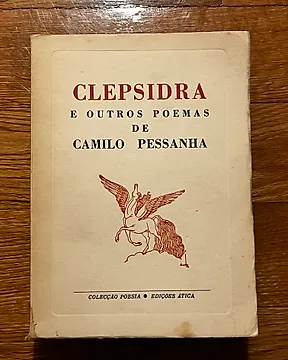 CLEPSIDRA
E OUTROS POEMAS
DE
CAMILO PESSANHA
COLECÇÃO POESIA • EDIÇÕES ÁTICA